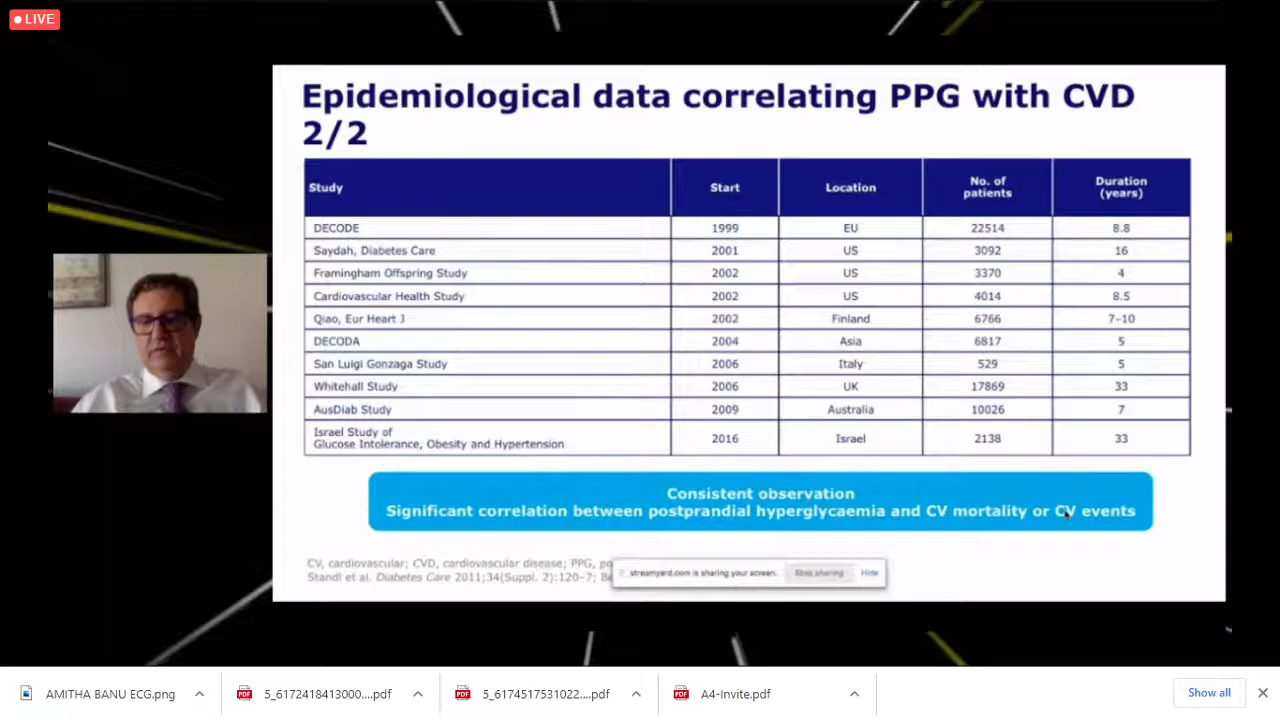 LIVE
Epidemiological data correlating PPG with CVD
2/2
Study Start Location No. of patients Duration (years)
DECODE 1999 EU 22514 8.8
Saydah, Diabetes Care 2001 US 3092 16
Framingham Offspring Study 2002 US 3370 4
Cardiovascular Health Study 2002 US 4014 8.5
Qiao, Eur Heart J 2002 Finland 6766 7–10
DECODA 2004 Asia 6817 5
San Luigi Gonzaga Study 2006 Italy 529 5
Whitehall Study 2006 UK 17869 33
AusDiab Study 2009 Australia 10026 7
Israel Study of
Glucose Intolerance, Obesity and Hypertension 2016 Israel 2138 33
Consistent observation
Significant correlation between postprandial hyperglycaemia and CV mortality or CV events
CV, cardiovascular; CVD, cardiovascular disease; PPG,
Standl et al. Diabetes Care 2011;34(Suppl. 2):120–7;
streamyard.com is sharing your screen. Stop sharing Hide
AMITHA BANU ECG.png 5_6172418413000....pdf 5_6174517531022....pdf A4-Invite.pdf Show all